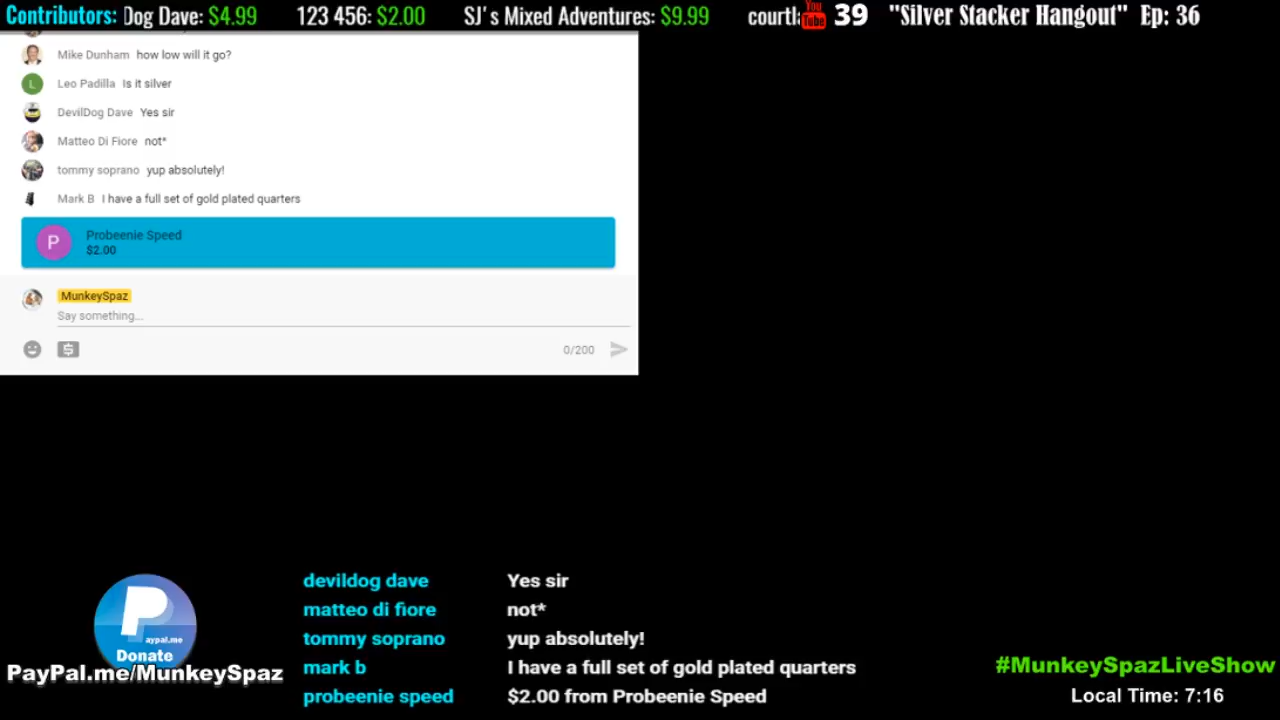 Contributors: Dog Dave: $4.99 123 456: $2.00 SJ's Mixed Adventures: $9.99 courtl You Tube 39 "Silver Stacker Hangout" Ep: 36
Mike Dunham how low will it go?
L Leo Padilla Is it silver
DevilDog Dave Yes sir
Matteo Di Fiore not*
tommy soprano yup absolutely!
Mark B I have a full set of gold plated quarters
P Probeenie Speed
$2.00
MunkeySpaz
Say something...
0/200
devildog dave Yes sir
matteo di fiore not*
tommy soprano yup absolutely!
mark b I have a full set of gold plated quarters
probeenie speed $2.00 from Probeenie Speed
Paypal.me
Donate
PayPal.me/MunkeySpaz
#MunkeySpazLiveShow
Local Time: 7:16